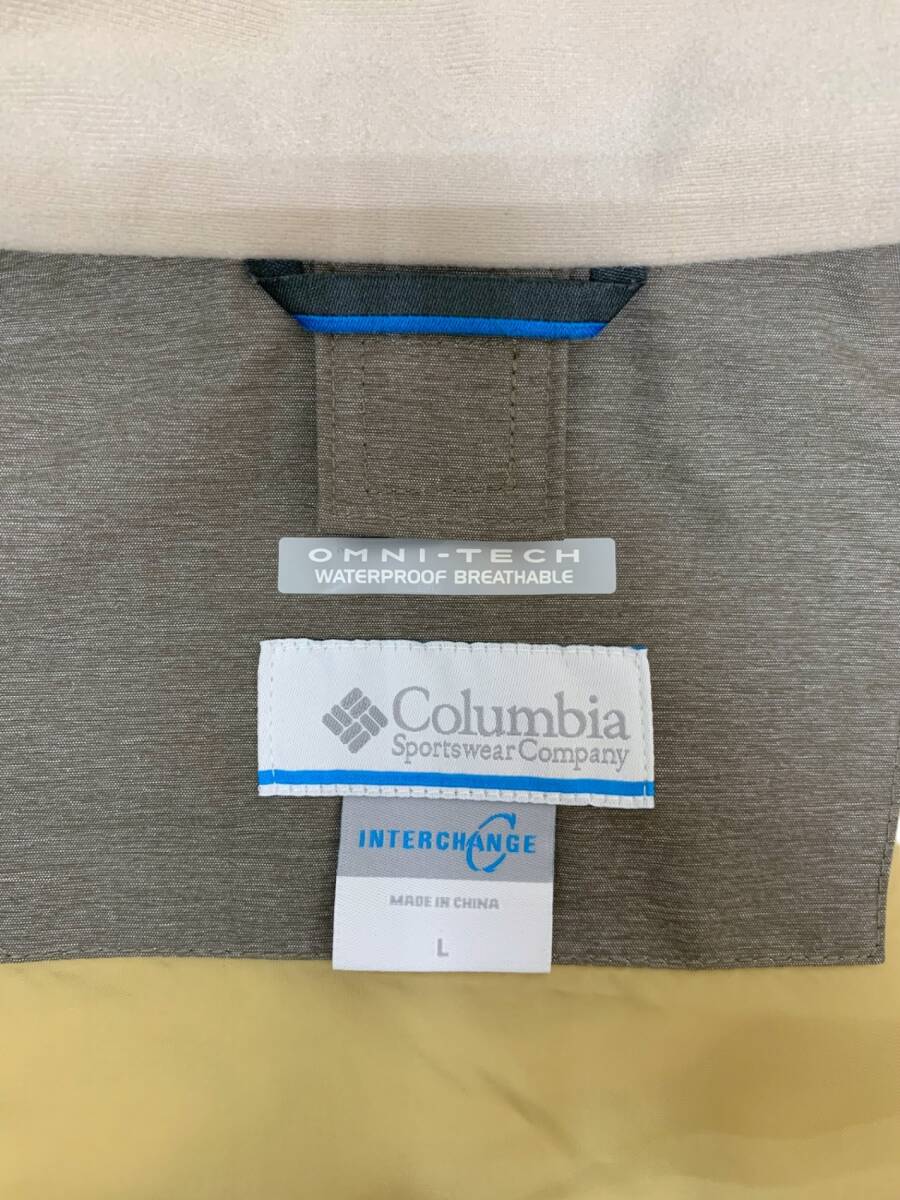 OMNI-TECH
WATERPROOF BREATHABLE
Columbia
Sportswear Company
INTERCHANGE
MADE IN CHINA
L